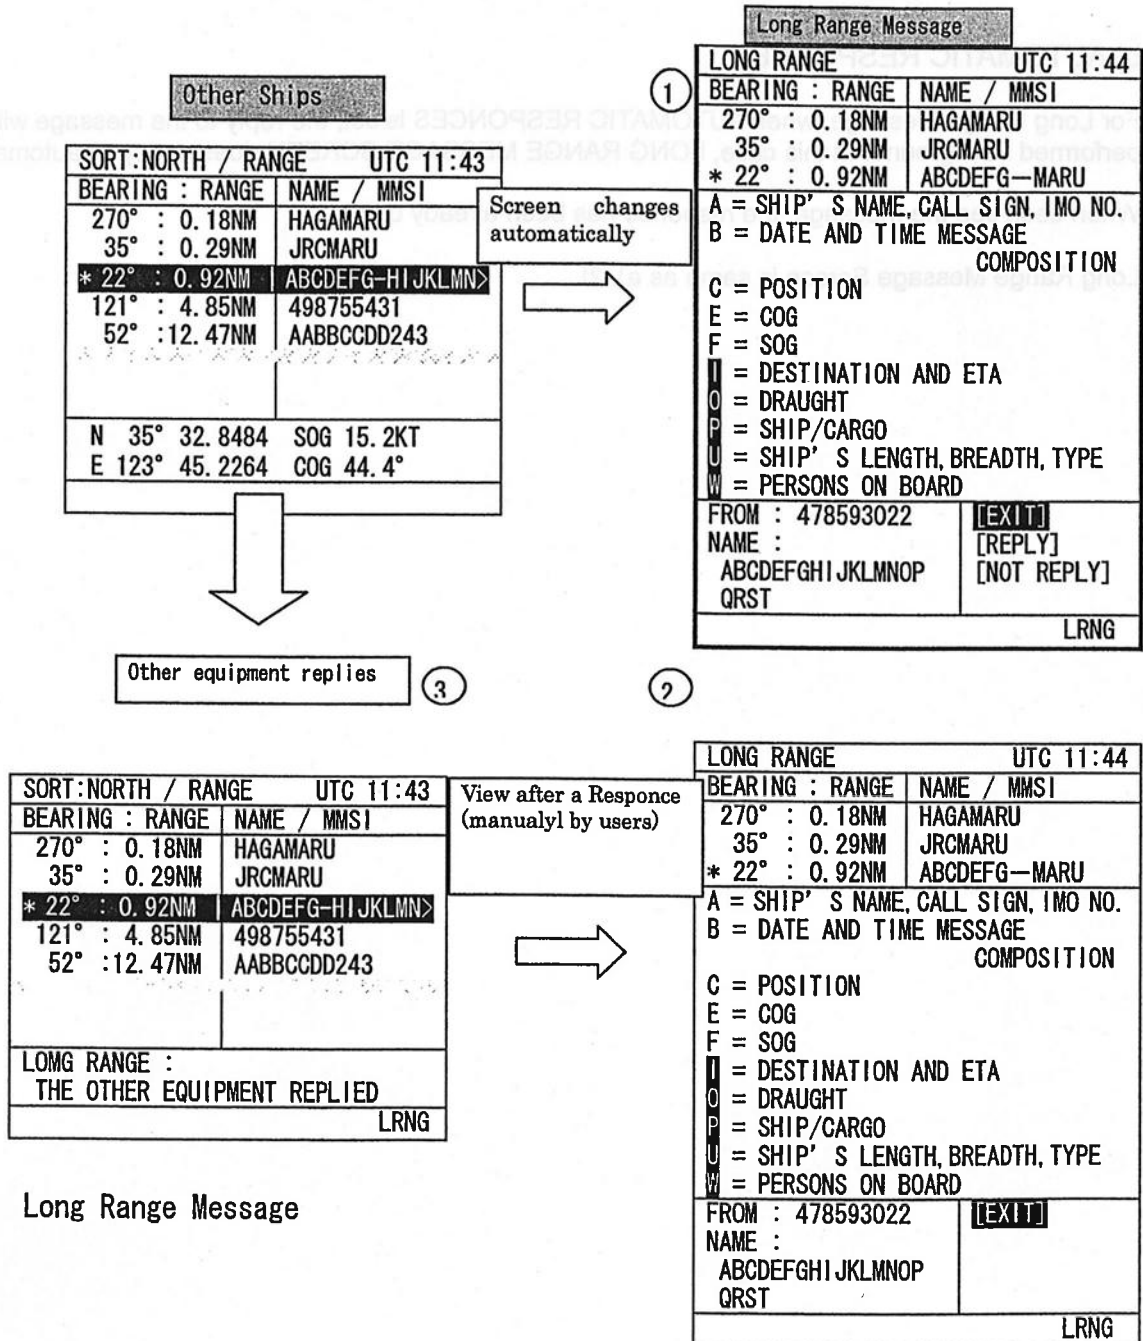 Long Range Message
Other Ships
SORT:NORTH / RANGE UTC 11:43
BEARING : RANGE NAME / MMSI
270° : 0.18NM HAGAMARU
35° : 0.29NM JRCMARU
* 22° : 0.92NM ABCDEFG-HIJKLMN>
121° : 4.85NM 498755431
52° :12.47NM AABBCCDD243
N 35° 32.8484 SOG 15.2KT
E 123° 45.2264 COG 44.4°
Screen changes
automatically
1
LONG RANGE UTC 11:44
BEARING : RANGE NAME / MMSI
270° : 0.18NM HAGAMARU
35° : 0.29NM JRCMARU
* 22° : 0.92NM ABCDEFG-MARU
A = SHIP' S NAME, CALL SIGN, IMO NO.
B = DATE AND TIME MESSAGE
COMPOSITION
C = POSITION
E = COG
F = SOG
I = DESTINATION AND ETA
O = DRAUGHT
P = SHIP/CARGO
U = SHIP' S LENGTH, BREADTH, TYPE
W = PERSONS ON BOARD
FROM : 478593022 [EXIT]
NAME : [REPLY]
ABCDEFGHIJKLMNOP [NOT REPLY]
QRST
LRNG
Other equipment replies
3
2
SORT:NORTH / RANGE UTC 11:43
BEARING : RANGE NAME / MMSI
270° : 0.18NM HAGAMARU
35° : 0.29NM JRCMARU
* 22° : 0.92NM ABCDEFG-HIJKLMN>
121° : 4.85NM 498755431
52° :12.47NM AABBCCDD243
LOMG RANGE :
THE OTHER EQUIPMENT REPLIED
LRNG
View after a Responce
(manualyl by users)
LONG RANGE UTC 11:44
BEARING : RANGE NAME / MMSI
270° : 0.18NM HAGAMARU
35° : 0.29NM JRCMARU
* 22° : 0.92NM ABCDEFG-MARU
A = SHIP' S NAME, CALL SIGN, IMO NO.
B = DATE AND TIME MESSAGE
COMPOSITION
C = POSITION
E = COG
F = SOG
I = DESTINATION AND ETA
O = DRAUGHT
P = SHIP/CARGO
U = SHIP' S LENGTH, BREADTH, TYPE
W = PERSONS ON BOARD
FROM : 478593022 [EXIT]
NAME :
ABCDEFGHIJKLMNOP
QRST
LRNG
Long Range Message